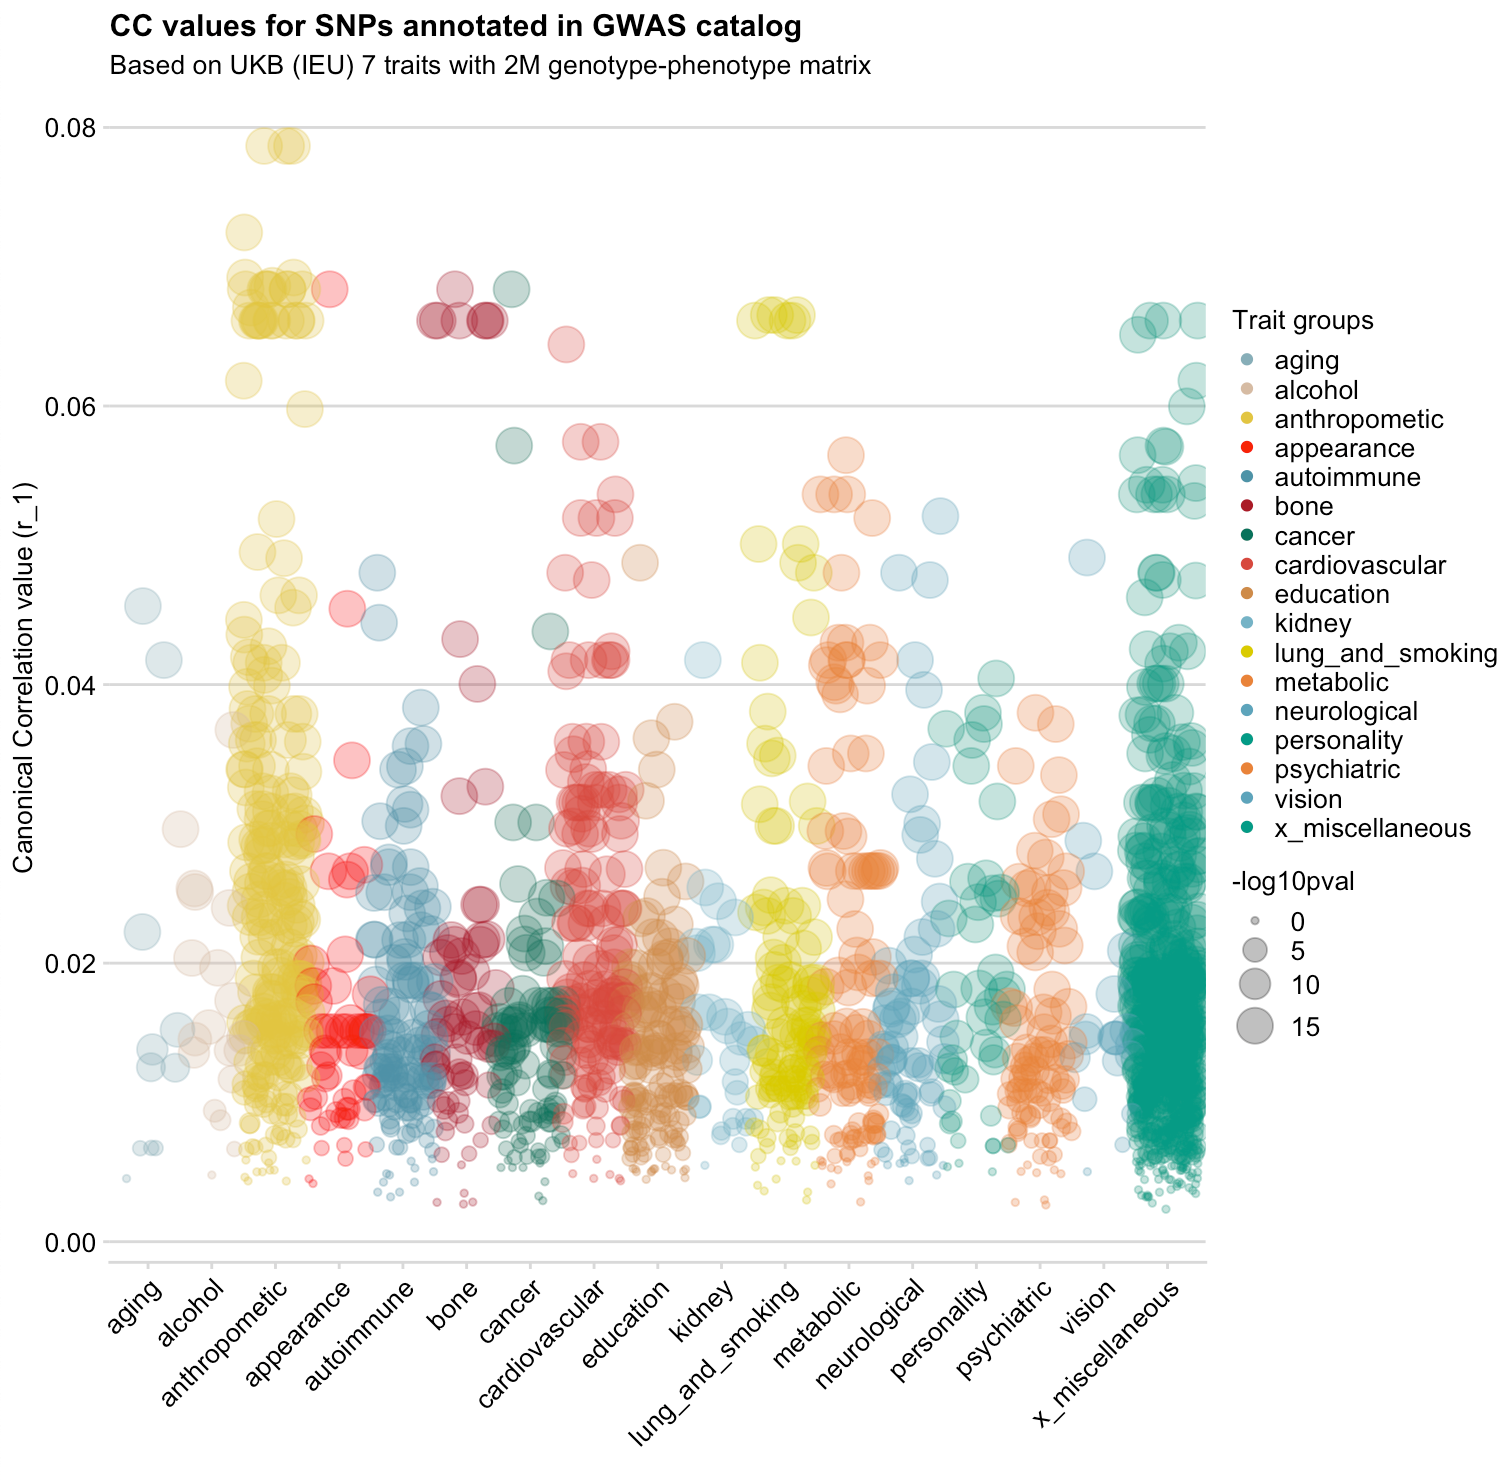 CC values for SNPs annotated in GWAS catalog
Based on UKB (IEU) 7 traits with 2M genotype-phenotype matrix
Canonical Correlation value (r_1)
0.08
0.06
0.04
0.02
0.00
aging
alcohol
anthropometic
appearance
autoimmune
bone
cancer
cardiovascular
education
kidney
lung_and_smoking
metabolic
neurological
personality
psychiatric
vision
x_miscellaneous
Trait groups
aging
alcohol
anthropometic
appearance
autoimmune
bone
cancer
cardiovascular
education
kidney
lung_and_smoking
metabolic
neurological
personality
psychiatric
vision
x_miscellaneous
-log10pval
0
5
10
15